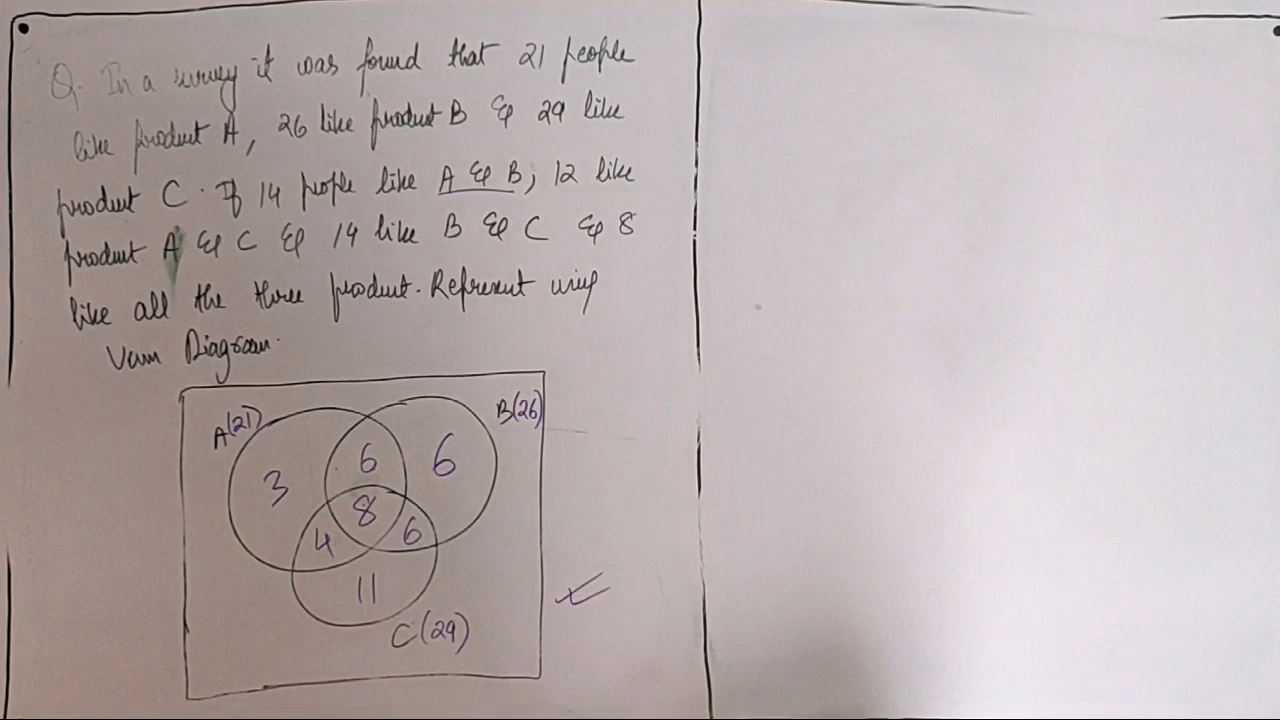 Q. In a survey it was found that 21 people
like product A, 26 like product B & 29 like
product C. If 14 people like A & B, 12 like
product A & C & 14 like B & C & 8
like all the three product. Represent using
Venn Diagram.
A(21)
B(26)
3
6
6
8
4
6
11
C(29)